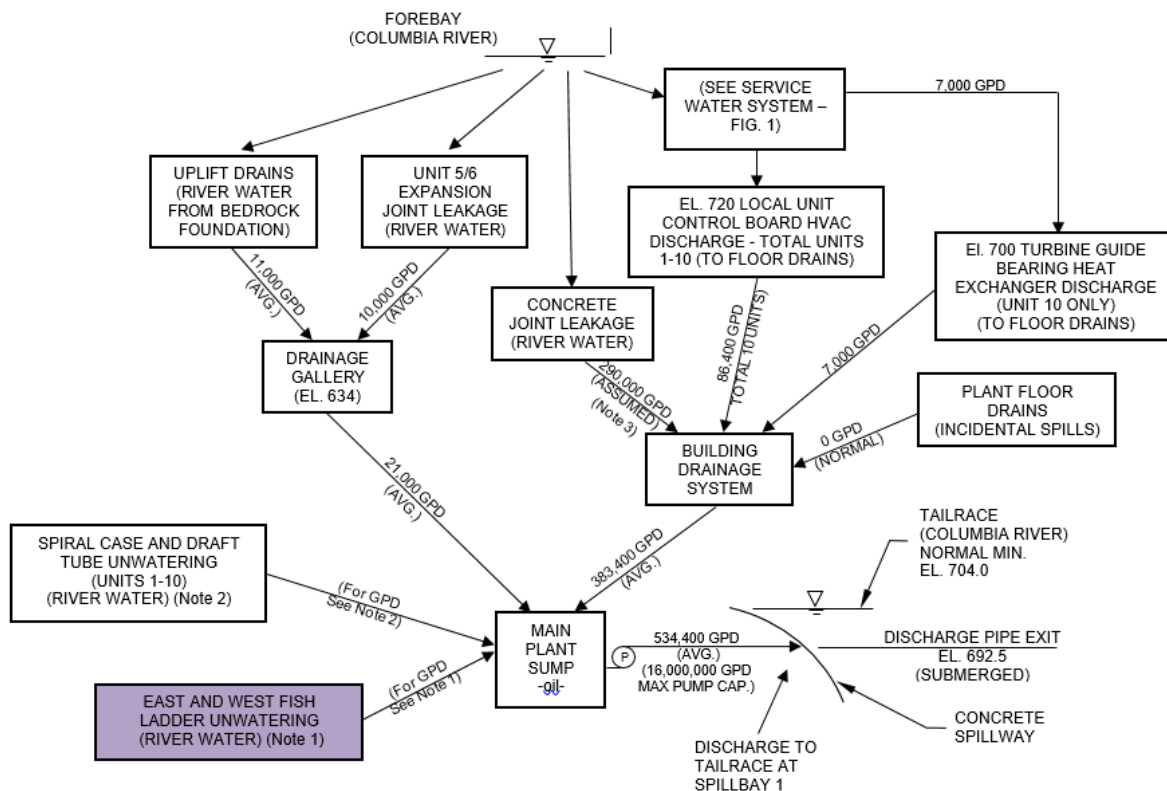 FOREBAY
(COLUMBIA RIVER)
(SEE SERVICE
WATER SYSTEM –
FIG. 1)
7,000 GPD
UPLIFT DRAINS
(RIVER WATER
FROM BEDROCK
FOUNDATION)
UNIT 5/6
EXPANSION
JOINT LEAKAGE
(RIVER WATER)
EL. 720 LOCAL UNIT
CONTROL BOARD HVAC
DISCHARGE - TOTAL UNITS
1-10 (TO FLOOR DRAINS)
El. 700 TURBINE GUIDE
BEARING HEAT
EXCHANGER DISCHARGE
(UNIT 10 ONLY)
(TO FLOOR DRAINS)
11,000 GPD
(AVG.)
10,000 GPD
(AVG.)
CONCRETE
JOINT LEAKAGE
(RIVER WATER)
86,400 GPD
TOTAL 10 UNITS)
7,000 GPD
DRAINAGE
GALLERY
(EL. 634)
290,000 GPD
(ASSUMED)
(Note 3)
PLANT FLOOR
DRAINS
(INCIDENTAL SPILLS)
0 GPD
(NORMAL)
BUILDING
DRAINAGE
SYSTEM
21,000 GPD
(AVG.)
383,400 GPD
(AVG.)
TAILRACE
(COLUMBIA RIVER)
NORMAL MIN.
EL. 704.0
SPIRAL CASE AND DRAFT
TUBE UNWATERING
(UNITS 1-10)
(RIVER WATER) (Note 2)
(For GPD
See Note 2)
MAIN
PLANT
SUMP
-oil-
P
534,400 GPD
(AVG.)
(16,000,000 GPD
MAX PUMP CAP.)
DISCHARGE PIPE EXIT
EL. 692.5
(SUBMERGED)
EAST AND WEST FISH
LADDER UNWATERING
(RIVER WATER) (Note 1)
(For GPD
See Note 1)
CONCRETE
SPILLWAY
DISCHARGE TO
TAILRACE AT
SPILLBAY 1